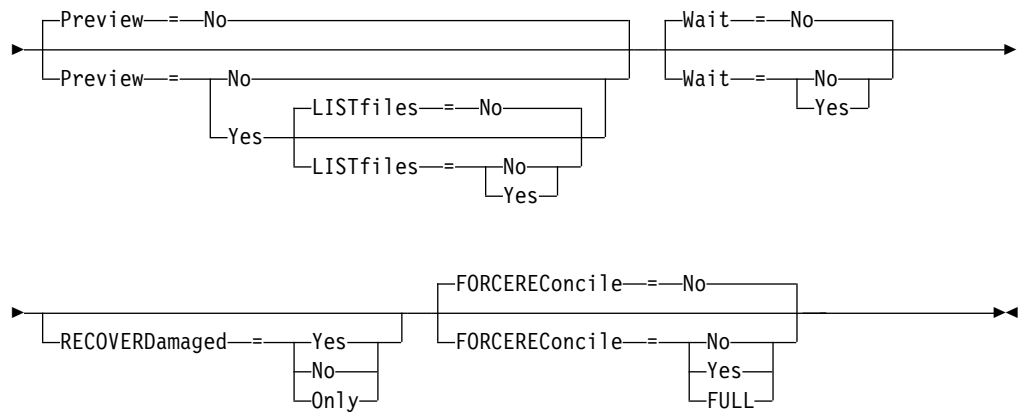 Preview = No Wait = No
Preview = No Wait = No
LISTfiles = No Yes
Yes
LISTfiles = No
Yes
FORCEREConcile = No
RECOVERDamaged = Yes FORCEREConcile = No
No Yes
Only FULL